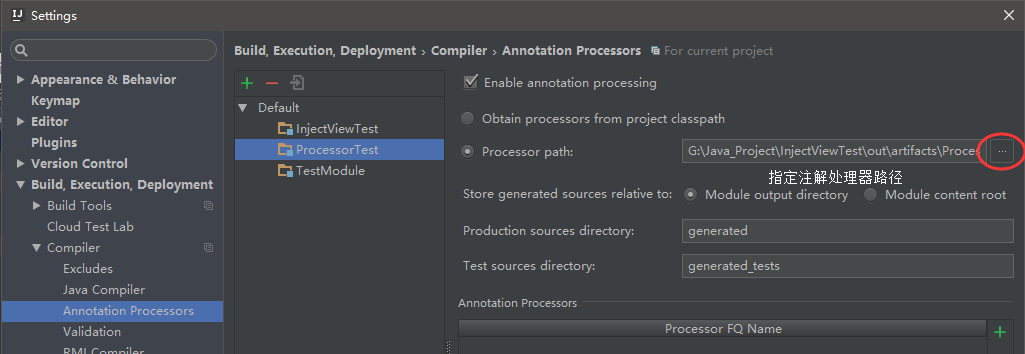 Settings
Build, Execution, Deployment › Compiler › Annotation Processors For current project
Appearance & Behavior
Keymap
Editor
Plugins
Version Control
Build, Execution, Deployment
Build Tools
Cloud Test Lab
Compiler
Excludes
Java Compiler
Annotation Processors
Validation
RMI Compiler
Default
InjectViewTest
ProcessorTest
TestModule
Enable annotation processing
Obtain processors from project classpath
Processor path: G:\Java_Project\InjectViewTest\out\artifacts\Proces ...
指定注解处理器路径
Store generated sources relative to: Module output directory Module content root
Production sources directory: generated
Test sources directory: generated_tests
Annotation Processors
Processor FQ Name